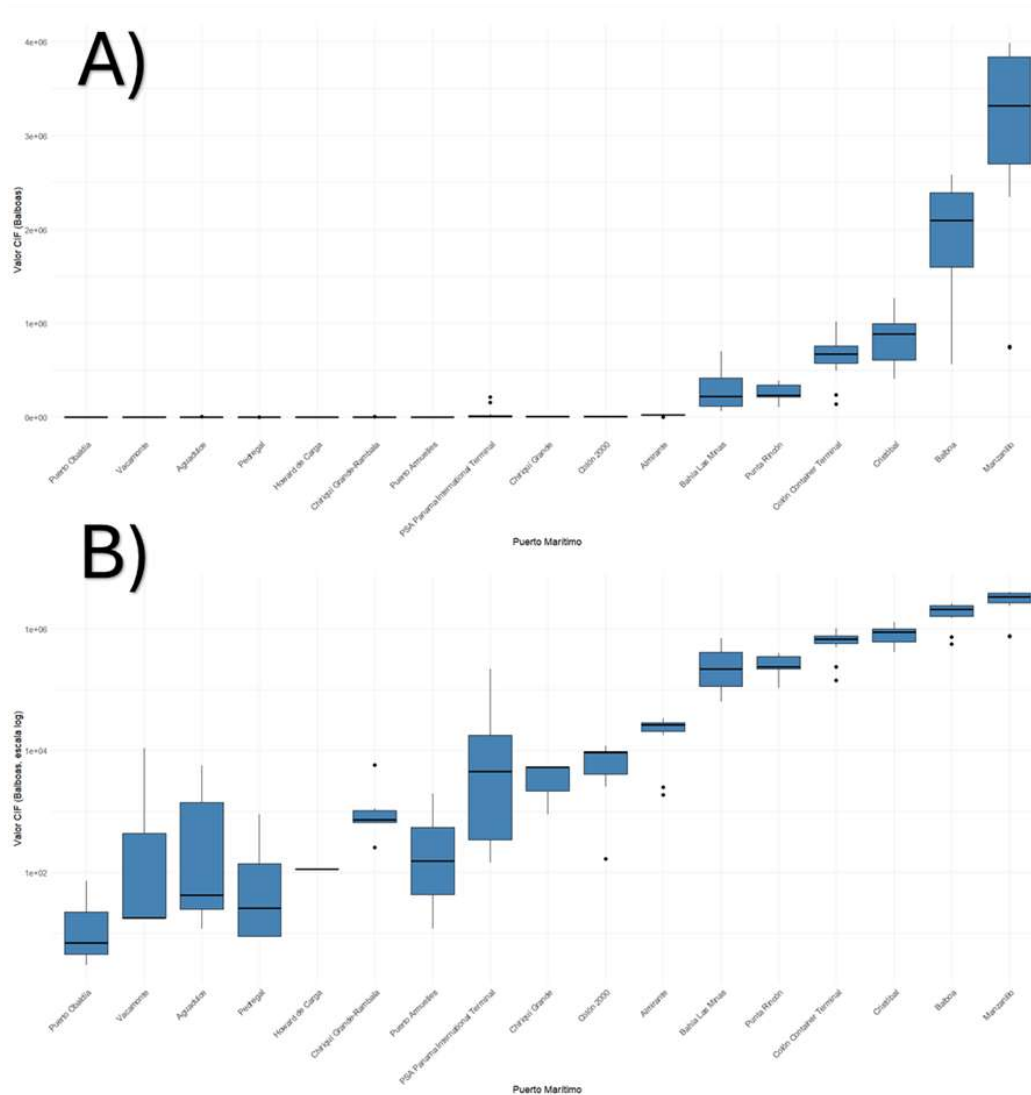 A)
Valor CIF (Balboas)
4e+06
3e+06
2e+06
1e+06
0e+00
Puerto Obaldía
Vacamonte
Aguadulce
Pedregal
Howard de Carga
Chiriquí Grande-Rambala
Puerto Armuelles
PSA Panama International Terminal
Chiriquí Grande
Colón 2000
Almirante
Bahía Las Minas
Punta Rincón
Colón Container Terminal
Cristóbal
Balboa
Manzanillo
Puerto Marítimo
B)
Valor CIF (Balboas, escala log)
1e+06
1e+04
1e+02
Puerto Obaldía
Vacamonte
Aguadulce
Pedregal
Howard de Carga
Chiriquí Grande-Rambala
Puerto Armuelles
PSA Panama International Terminal
Chiriquí Grande
Colón 2000
Almirante
Bahía Las Minas
Punta Rincón
Colón Container Terminal
Cristóbal
Balboa
Manzanillo
Puerto Marítimo